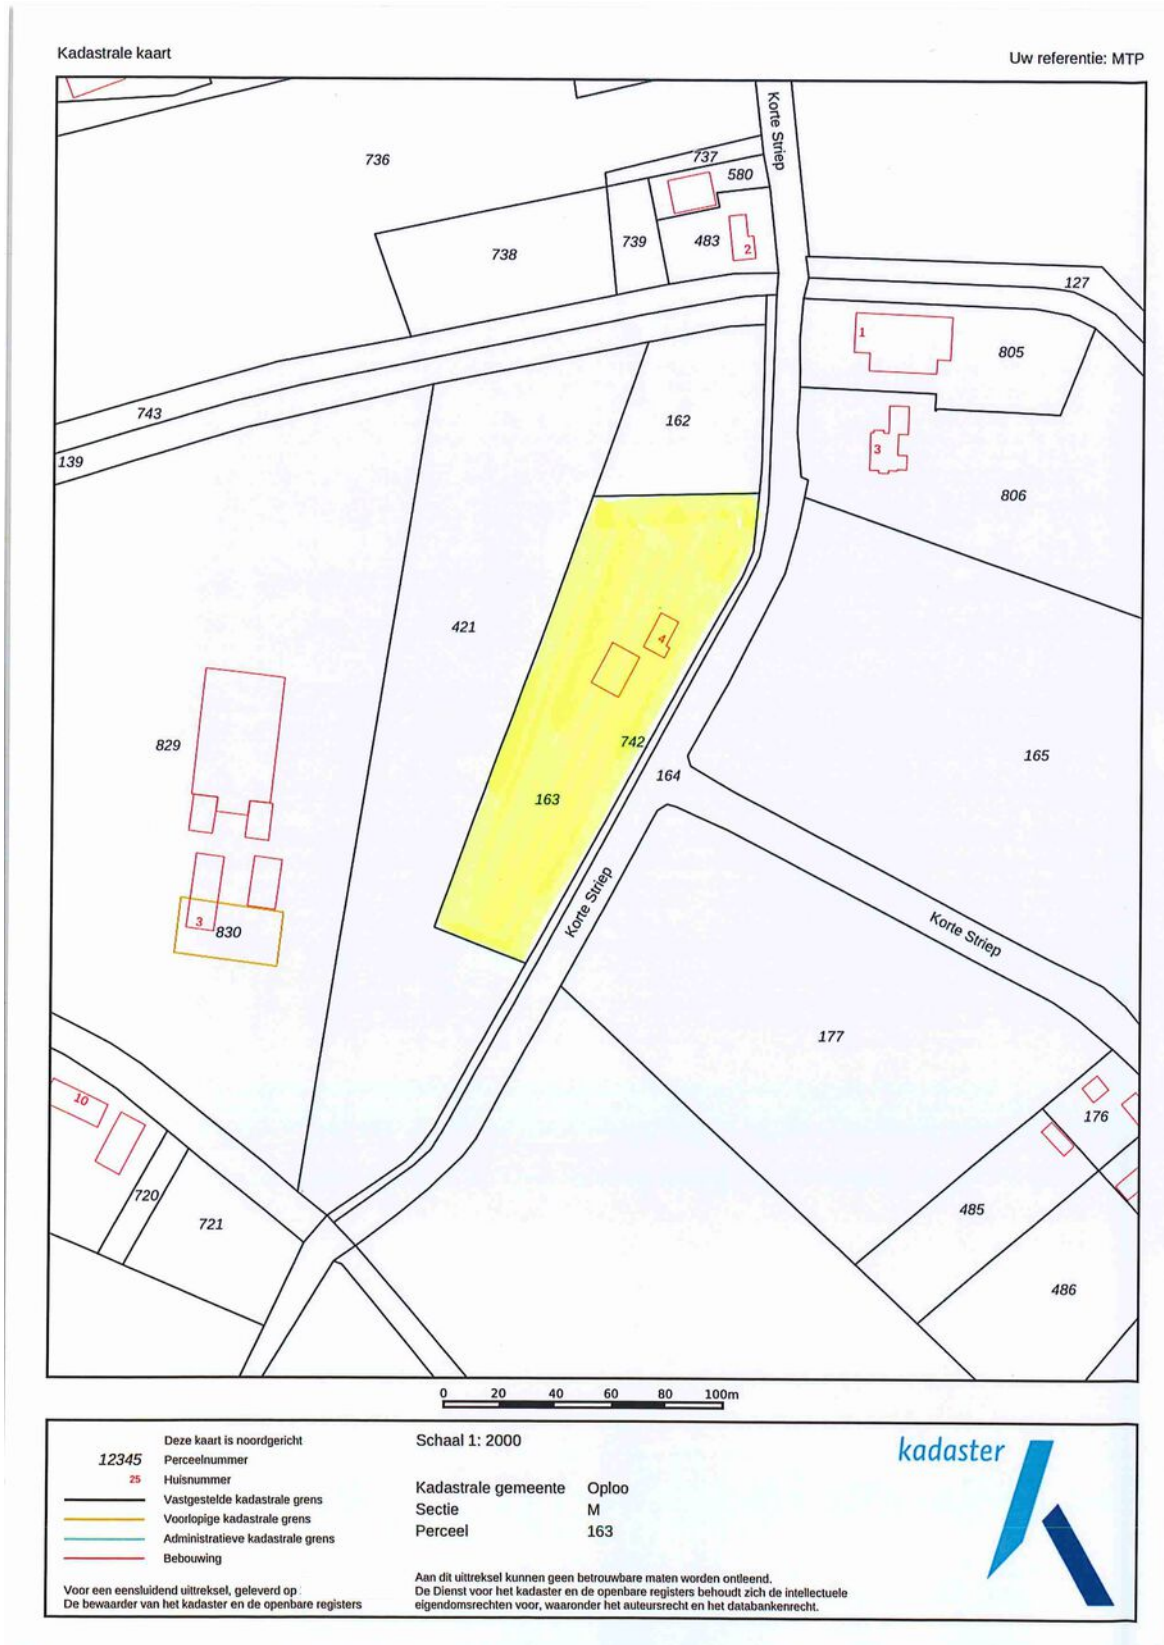 Kadastrale kaart
Uw referentie: MTP
Korte Striep
736
737
580
738
739
483
2
127
1
805
743
162
139
3
806
421
4
829
742
165
164
163
Korte Striep
3
830
Korte Striep
177
10
176
720
721
485
486
0 20 40 60 80 100m
Deze kaart is noordgericht
12345 Perceelnummer
25 Huisnummer
Vastgestelde kadastrale grens
Voorlopige kadastrale grens
Administratieve kadastrale grens
Bebouwing
Voor een eensluidend uittreksel, geleverd op :
De bewaarder van het kadaster en de openbare registers
Schaal 1: 2000
Kadastrale gemeente Oploo
Sectie M
Perceel 163
Aan dit uittreksel kunnen geen betrouwbare maten worden ontleend.
De Dienst voor het kadaster en de openbare registers behoudt zich de intellectuele
eigendomsrechten voor, waaronder het auteursrecht en het databankenrecht.
kadaster